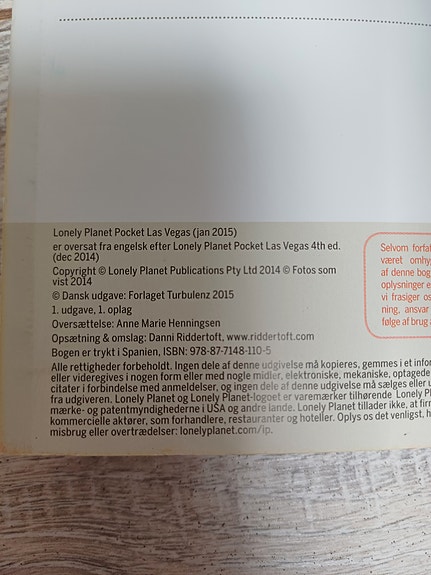 Lonely Planet Pocket Las Vegas (jan 2015)
er oversat fra engelsk efter Lonely Planet Pocket Las Vegas 4th ed.
(dec 2014)
Copyright © Lonely Planet Publications Pty Ltd 2014 © Fotos som
vist 2014
© Dansk udgave: Forlaget Turbulenz 2015
1. udgave, 1. oplag
Oversættelse: Anne Marie Henningsen
Opsætning & omslag: Danni Riddertoft, www.riddertoft.com
Bogen er trykt i Spanien, ISBN: 978-87-7148-110-5
Alle rettigheder forbeholdt. Ingen dele af denne udgivelse må kopieres, gemmes i et
eller videregives i nogen form eller med nogle midler, elektroniske, mekaniske,
citater i forbindelse med anmeldelser, og ingen dele af denne udgivelse må sælges eller
fra udgiveren. Lonely Planet og Lonely Planet-logoet er varemærker tilhørende Lonely
mærke- og patentmyndighederne i USA og andre lande. Lonely Planet tillader ikke, at
kommercielle aktører, som forhandlere, restauranter og hoteller. Oplys os det venligst,
misbrug eller overtrædelser: lonelyplanet.com/ip.
Selvom
været
af denne bog
oplysninger
vi frasiger os
ning, ansvar
følge af brug